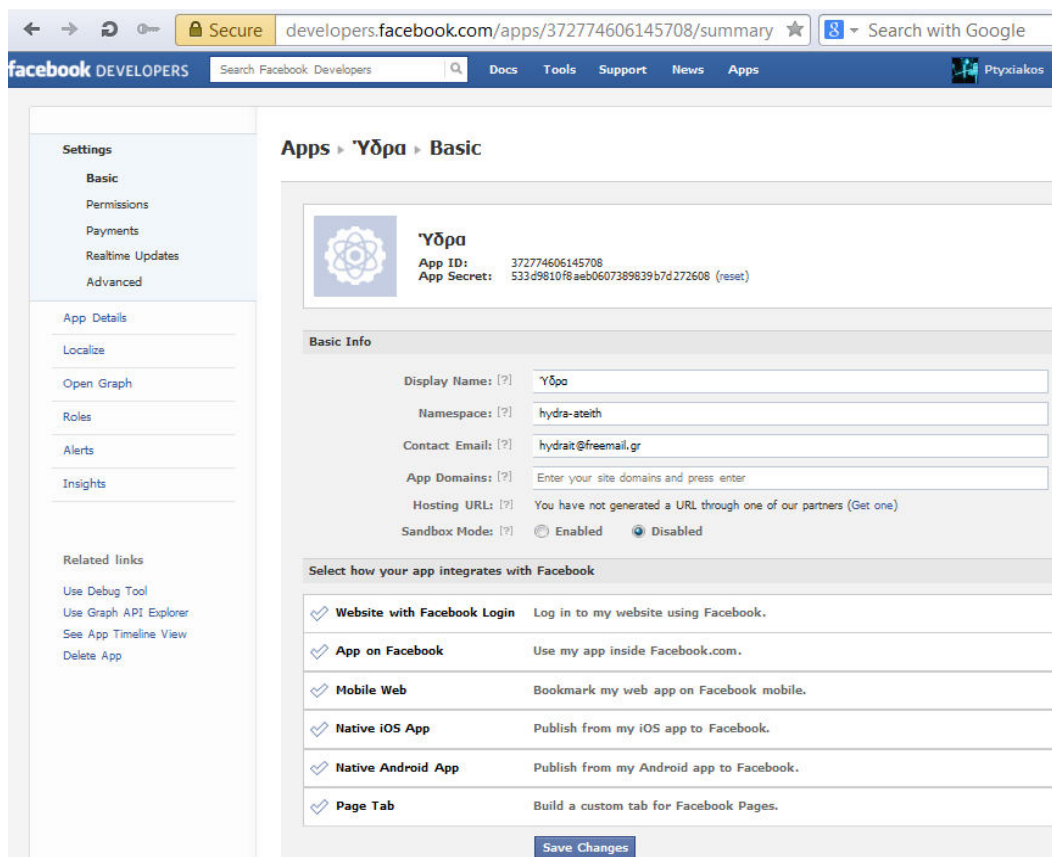 Secure developers.facebook.com/apps/372774606145708/summary Search with Google
facebook DEVELOPERS Search Facebook Developers Docs Tools Support News Apps Ptyxiakos
Settings
Basic
Permissions
Payments
Realtime Updates
Advanced
App Details
Localize
Open Graph
Roles
Alerts
Insights
Related links
Use Debug Tool
Use Graph API Explorer
See App Timeline View
Delete App
Apps Ύδρα Basic
Ύδρα
App ID: 372774606145708
App Secret: 533d9810f8aeb0607389839b7d272608 (reset)
Basic Info
Display Name: [?] Ύδρα
Namespace: [?] hydra-ateith
Contact Email: [?] hydrait@freemail.gr
App Domains: [?] Enter your site domains and press enter
Hosting URL: [?] You have not generated a URL through one of our partners (Get one)
Sandbox Mode: [?] Enabled Disabled
Select how your app integrates with Facebook
Website with Facebook Login Log in to my website using Facebook.
App on Facebook Use my app inside Facebook.com.
Mobile Web Bookmark my web app on Facebook mobile.
Native iOS App Publish from my iOS app to Facebook.
Native Android App Publish from my Android app to Facebook.
Page Tab Build a custom tab for Facebook Pages.
Save Changes